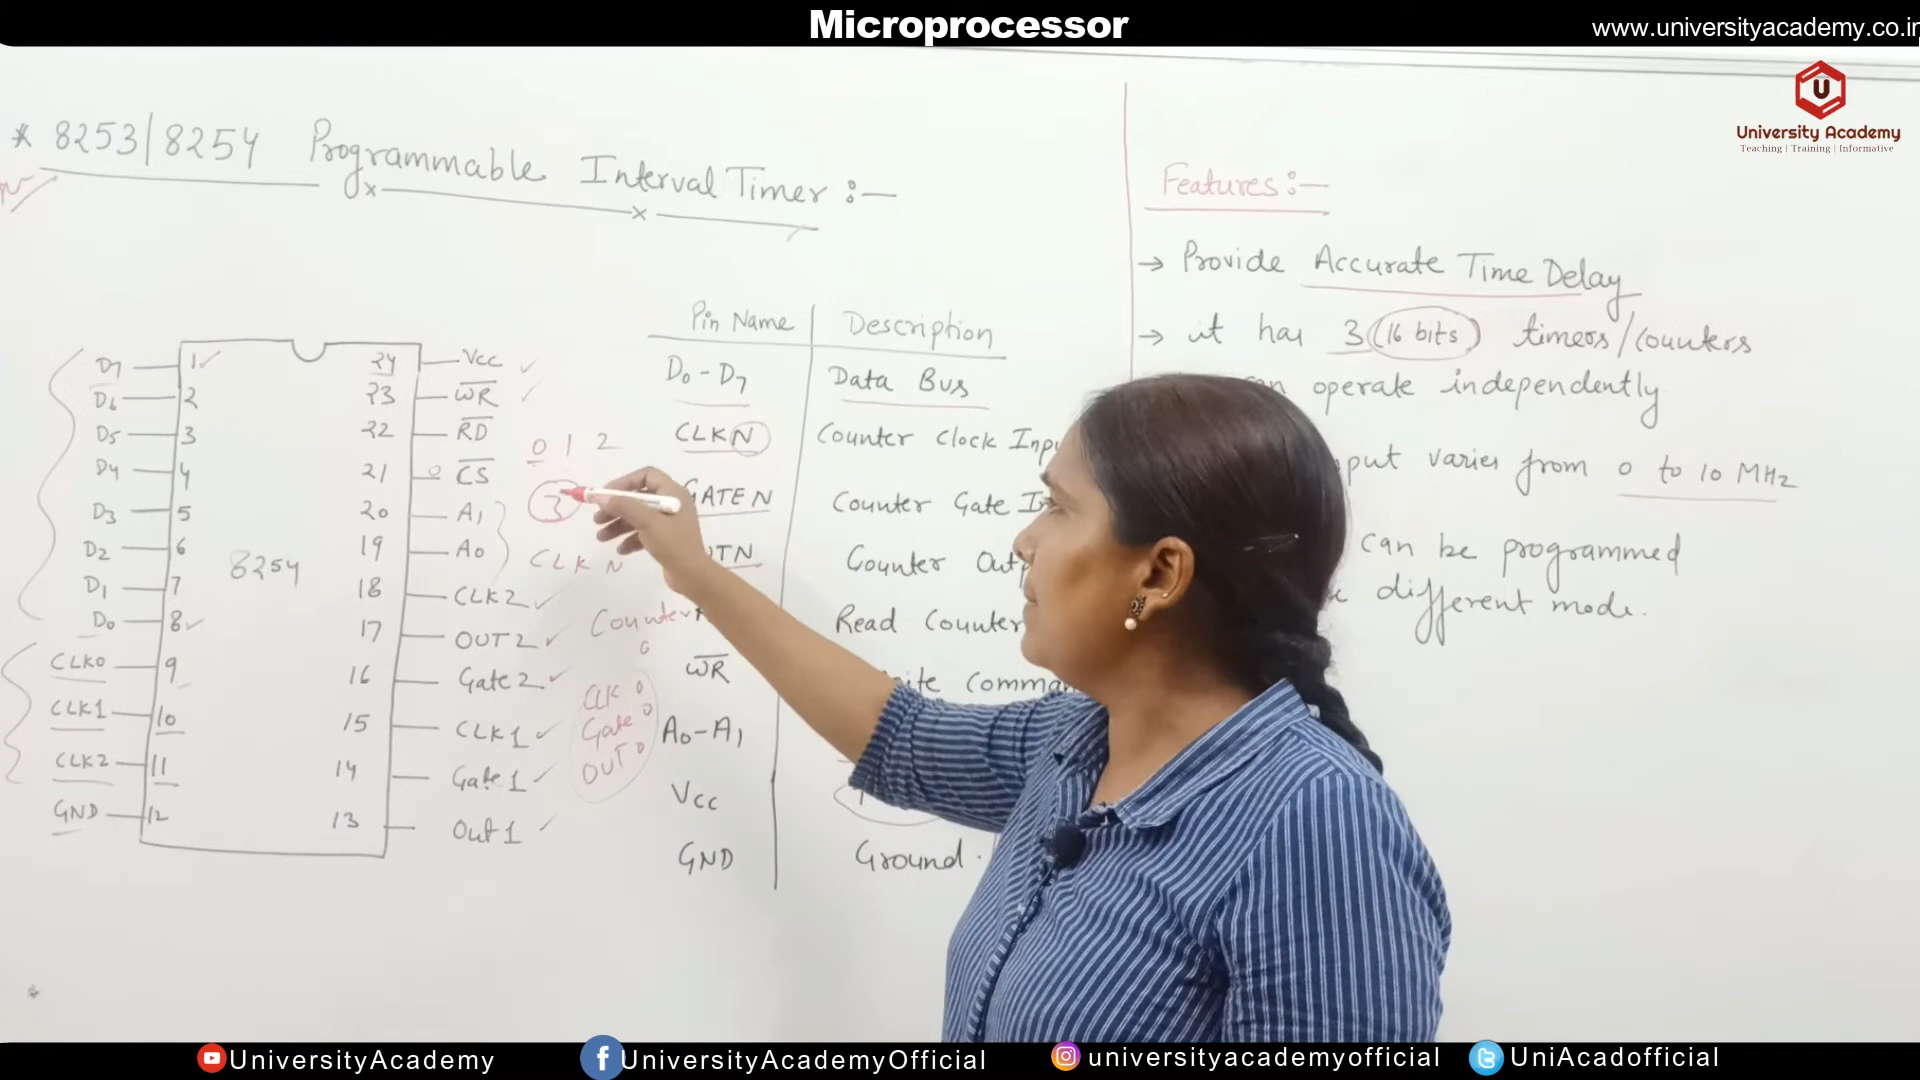 Microprocessor
www.universityacademy.co.in
U
University Academy
Teaching | Training | Informative
* 8253/8254 Programmable Interval Timer :-
D7 1 24 Vcc
D6 2 23 WR
D5 3 22 RD
D4 4 21 CS
D3 5 20 A1
D2 6 19 A0
D1 7 18 CLK2
D0 8 17 OUT2
CLK0 9 16 Gate2
CLK1 10 15 CLK1
CLK2 11 14 Gate1
GND 12 13 Out1
8254
0 1 2
3
CLK N
Counter
0
CLK 0
Gate 0
OUT 0
Pin Name Description
D0-D7 Data Bus
CLKN Counter Clock
GATE N Counter Gate
Counter
Read Counter
WR
A0-A1
Vcc
GND Ground.
Features:-
→ Provide Accurate Time Delay
→ it has 3 (16 bits) timers/counters
operate independently
varies from 0 to 10 MHz
can be programmed
different mode.
UniversityAcademy
UniversityAcademyOfficial
universityacademyofficial
UniAcadofficial